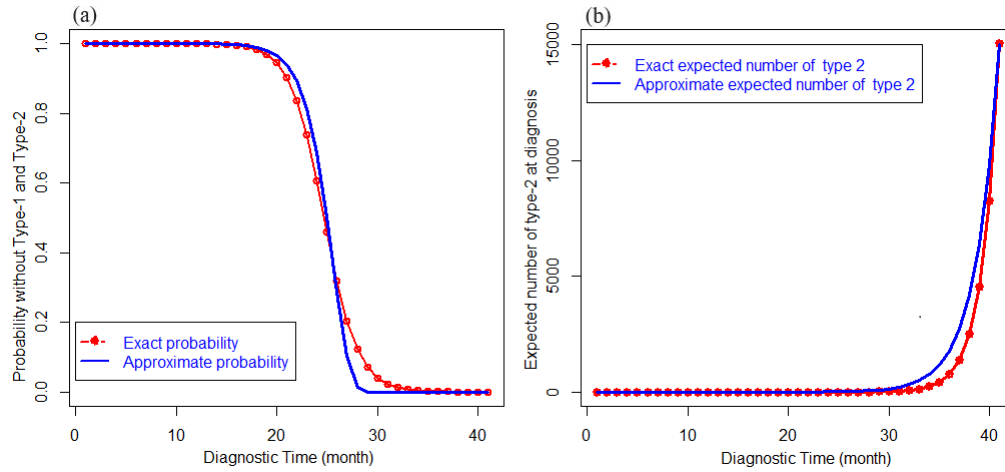 (a)
Probability without Type-1 and Type-2
1.0
0.8
0.6
0.4
0.2
0.0
Exact probability
Approximate probability
0
10
20
30
40
Diagnostic Time (month)
(b)
Expected number of type-2 at diagnosis
15000
10000
5000
0
Exact expected number of type 2
Approximate expected number of type 2
0
10
20
30
40
Diagnostic Time (month)